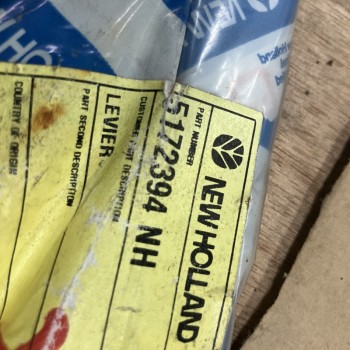 NEW HOLLAND
PART NUMBER
5172394 NH
CUSTOMER PART DESCRIPTION
LEVIER
PART SECOND DESCRIPTION
COUNTRY OF ORIGIN